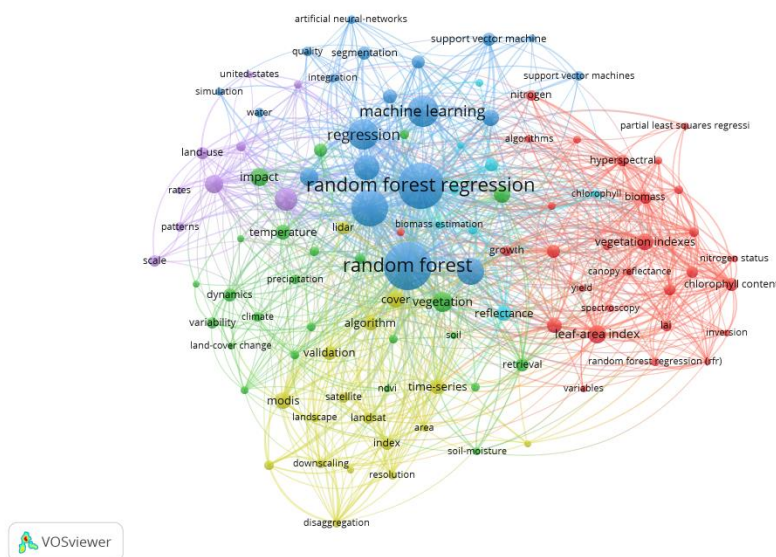 artificial neural-networks
support vector machine
quality
segmentation
united states
integration
support vector machines
simulation
nitrogen
water
machine learning
partial least squares regressi
regression
algorithms
land-use
hyperspectral
impact
rates
random forest regression
chlorophyll
biomass
patterns
lidar
biomass estimation
temperature
vegetation indexes
scale
random forest
growth
nitrogen status
canopy reflectance
precipitation
yield
chlorophyll content
dynamics
cover
vegetation
spectroscopy
climate
reflectance
variability
algorithm
lai
leaf-area index
inversion
soil
land-cover change
validation
random forest regression (rfr)
retrieval
ndvi
time-series
variables
satellite
modis
landscape
landsat
area
index
soil-moisture
downscaling
resolution
disaggregation
VOSviewer